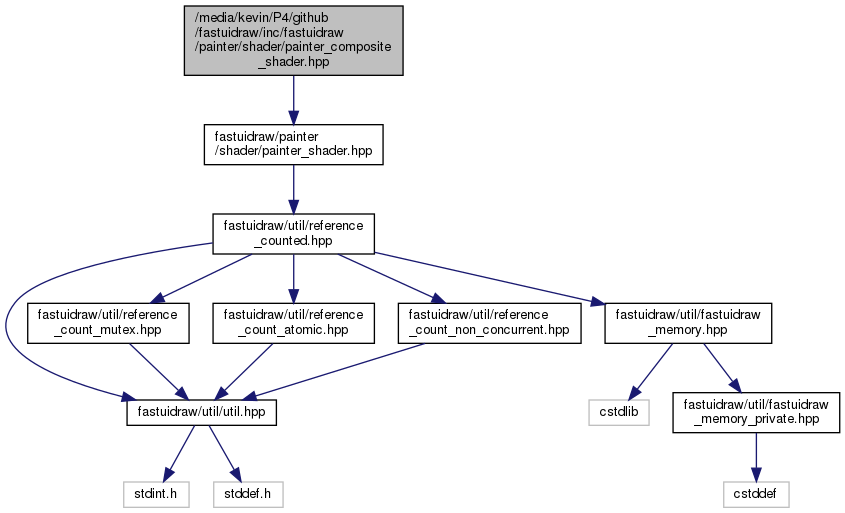 /media/kevin/P4/github
/fastuidraw/inc/fastuidraw
/painter/shader/painter_composite
_shader.hpp
fastuidraw/painter
/shader/painter_shader.hpp
fastuidraw/util/reference
_counted.hpp
fastuidraw/util/reference
_count_mutex.hpp
fastuidraw/util/reference
_count_atomic.hpp
fastuidraw/util/reference
_count_non_concurrent.hpp
fastuidraw/util/fastuidraw
_memory.hpp
fastuidraw/util/util.hpp
cstdlib
fastuidraw/util/fastuidraw
_memory_private.hpp
stdint.h
stddef.h
cstddef